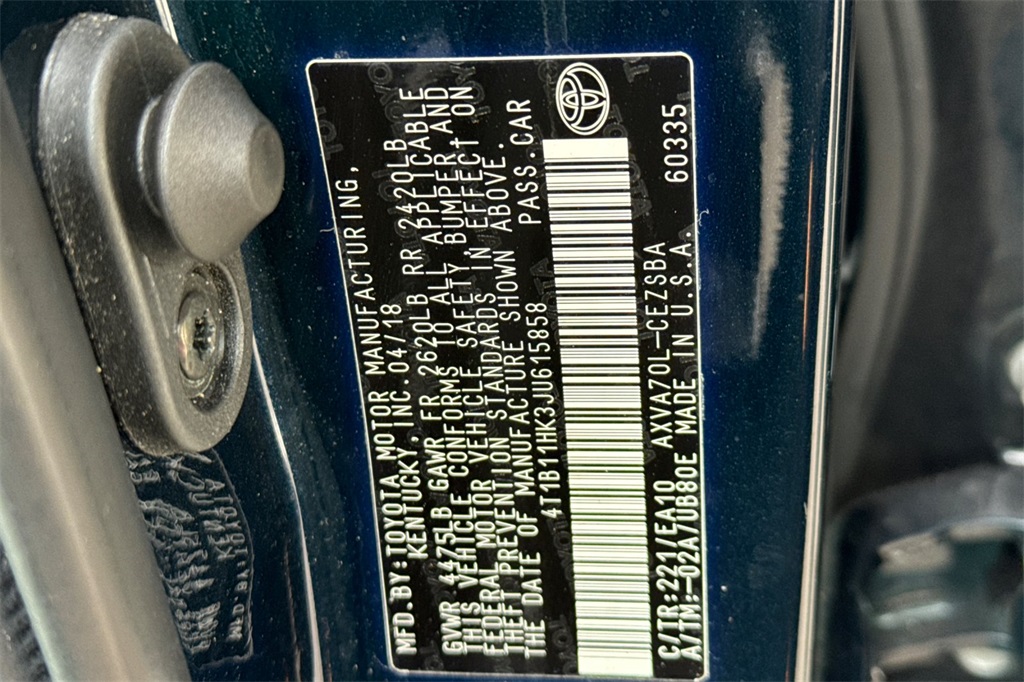 MFD.BY:TOYOTA MOTOR MANUFACTURING,
KENTUCKY, INC.04/18
GVWR 4475LB GAWR FR 2620LB RR 2420LB
THIS VEHICLE CONFORMS TO ALL APPLICABLE
FEDERAL MOTOR VEHICLE SAFETY,BUMPER,AND
THEFT PREVENTION STANDARDS IN EFFECT ON
THE DATE OF MANUFACTURE SHOWN ABOVE.
4T1B11HK3JU615858 PASS.CAR
C/TR:221/EA10 AXVA70L-CEZSBA 60335
A/TM:-02A/UB80E MADE IN U.S.A.